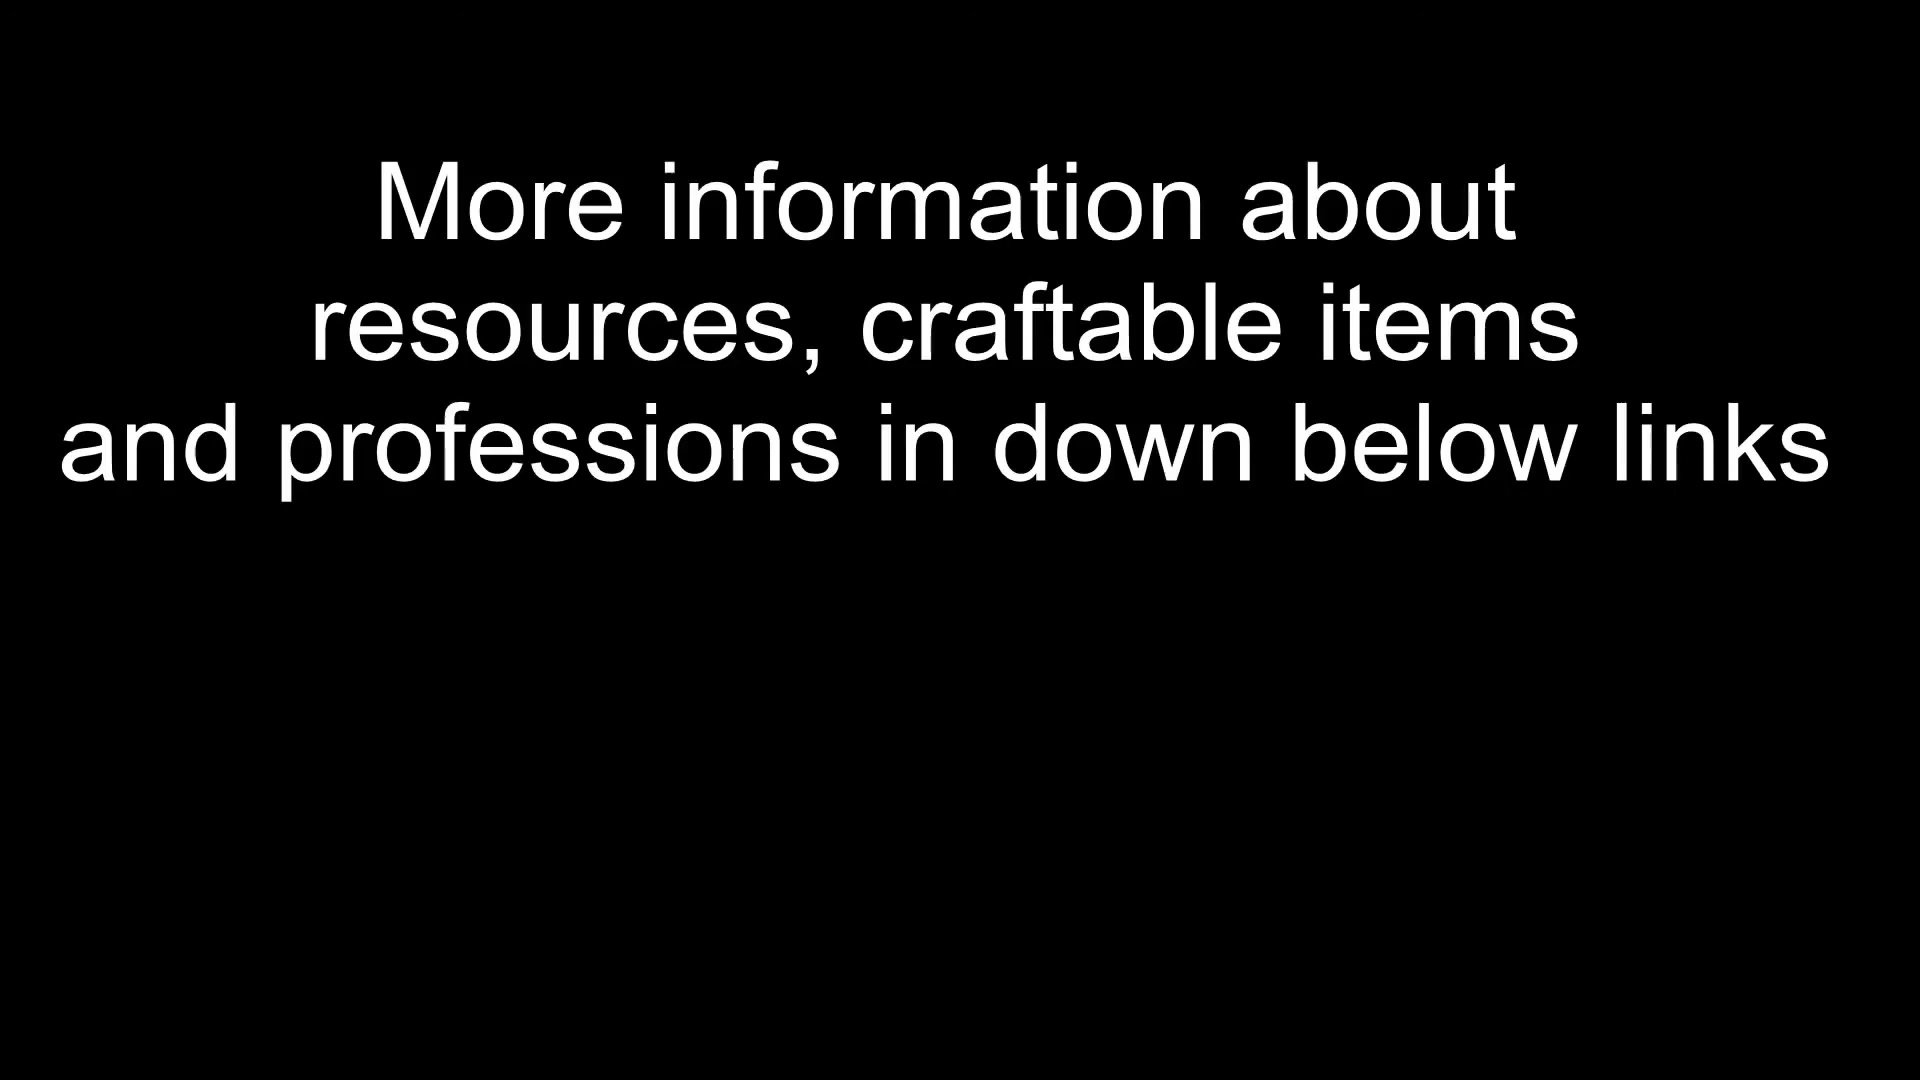 More information about
resources, craftable items
and professions in down below links